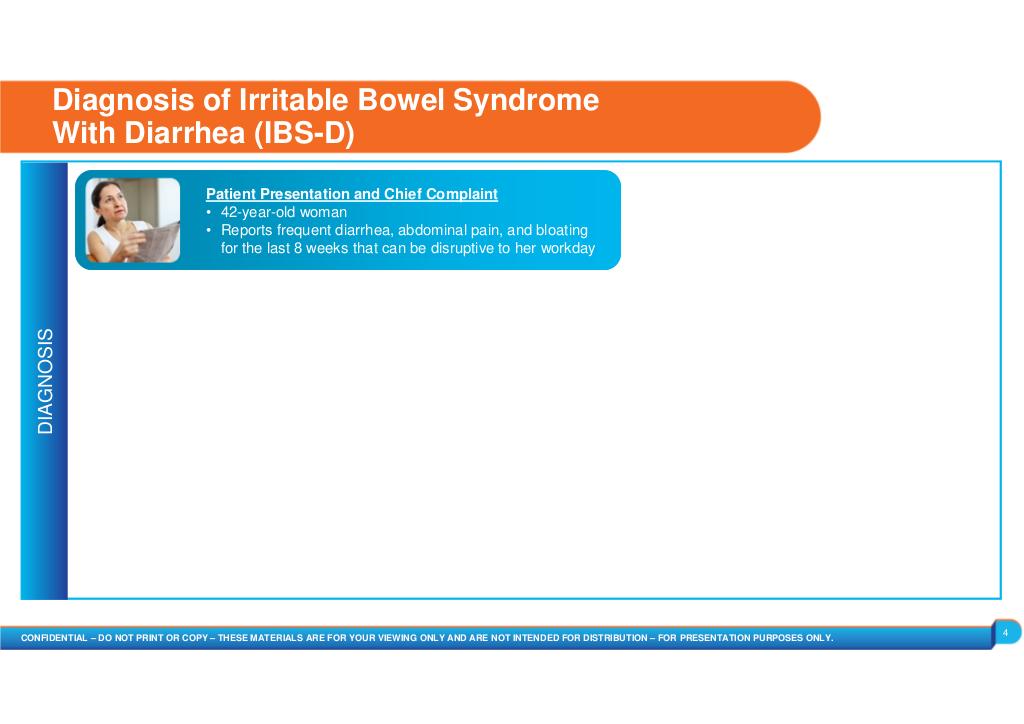 Diagnosis of Irritable Bowel Syndrome
With Diarrhea (IBS-D)
Patient Presentation and Chief Complaint
• 42-year-old woman
• Reports frequent diarrhea, abdominal pain, and bloating
for the last 8 weeks that can be disruptive to her workday
DIAGNOSIS
CONFIDENTIAL – DO NOT PRINT OR COPY – THESE MATERIALS ARE FOR YOUR VIEWING ONLY AND ARE NOT INTENDED FOR DISTRIBUTION – FOR PRESENTATION PURPOSES ONLY.
4